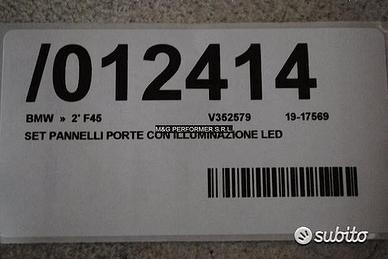 /012414
BMW » 2' F45 V352579 19-17569
M&G PERFORMER S.R.L.
SET PANNELLI PORTE CON ILLUMINAZIONE LED
subito